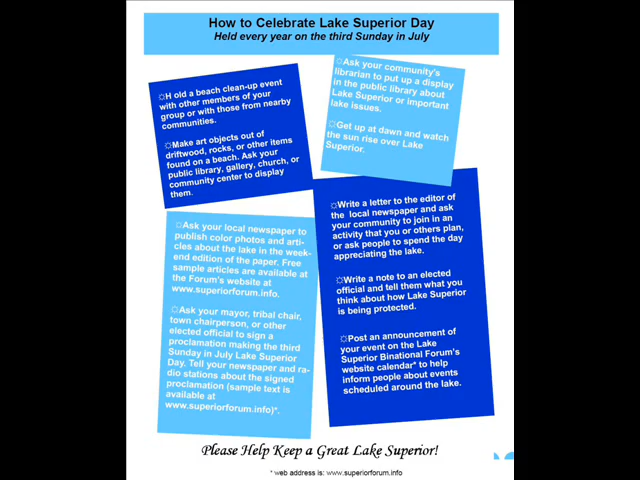 How to Celebrate Lake Superior Day
Held every year on the third Sunday in July
☼H old a beach clean-up event
with other members of your
group or with those from nearby
communities.
☼Make art objects out of
driftwood, rocks, or other items
found on a beach. Ask your
public library, gallery, church, or
community center to display
them.
☼Ask your community's
librarian to put up a display
in the public library about
Lake Superior or important
lake issues.
☼Get up at dawn and watch
the sun rise over Lake
Superior.
☼Ask your local newspaper to
publish color photos and arti-
cles about the lake in the week-
end edition of the paper. Free
sample articles are available at
the Forum's website at
www.superiorforum.info.
☼Ask your mayor, tribal chair,
town chairperson, or other
elected official to sign a
proclamation making the third
Sunday in July Lake Superior
Day. Tell your newspaper and ra-
dio stations about the signed
proclamation (sample text is
available at
www.superiorforum.info)*.
☼Write a letter to the editor of
the  local newspaper and ask
your community to join in an
activity that you or others plan,
or ask people to spend the day
appreciating the lake.
☼Write a note to an elected
official and tell them what you
think about how Lake Superior
is being protected.
☼Post an announcement of
your event on the Lake
Superior Binational Forum's
website calendar* to help
inform people about events
scheduled around the lake.
Please Help Keep a Great Lake Superior!
* web address is: www.superiorforum.info